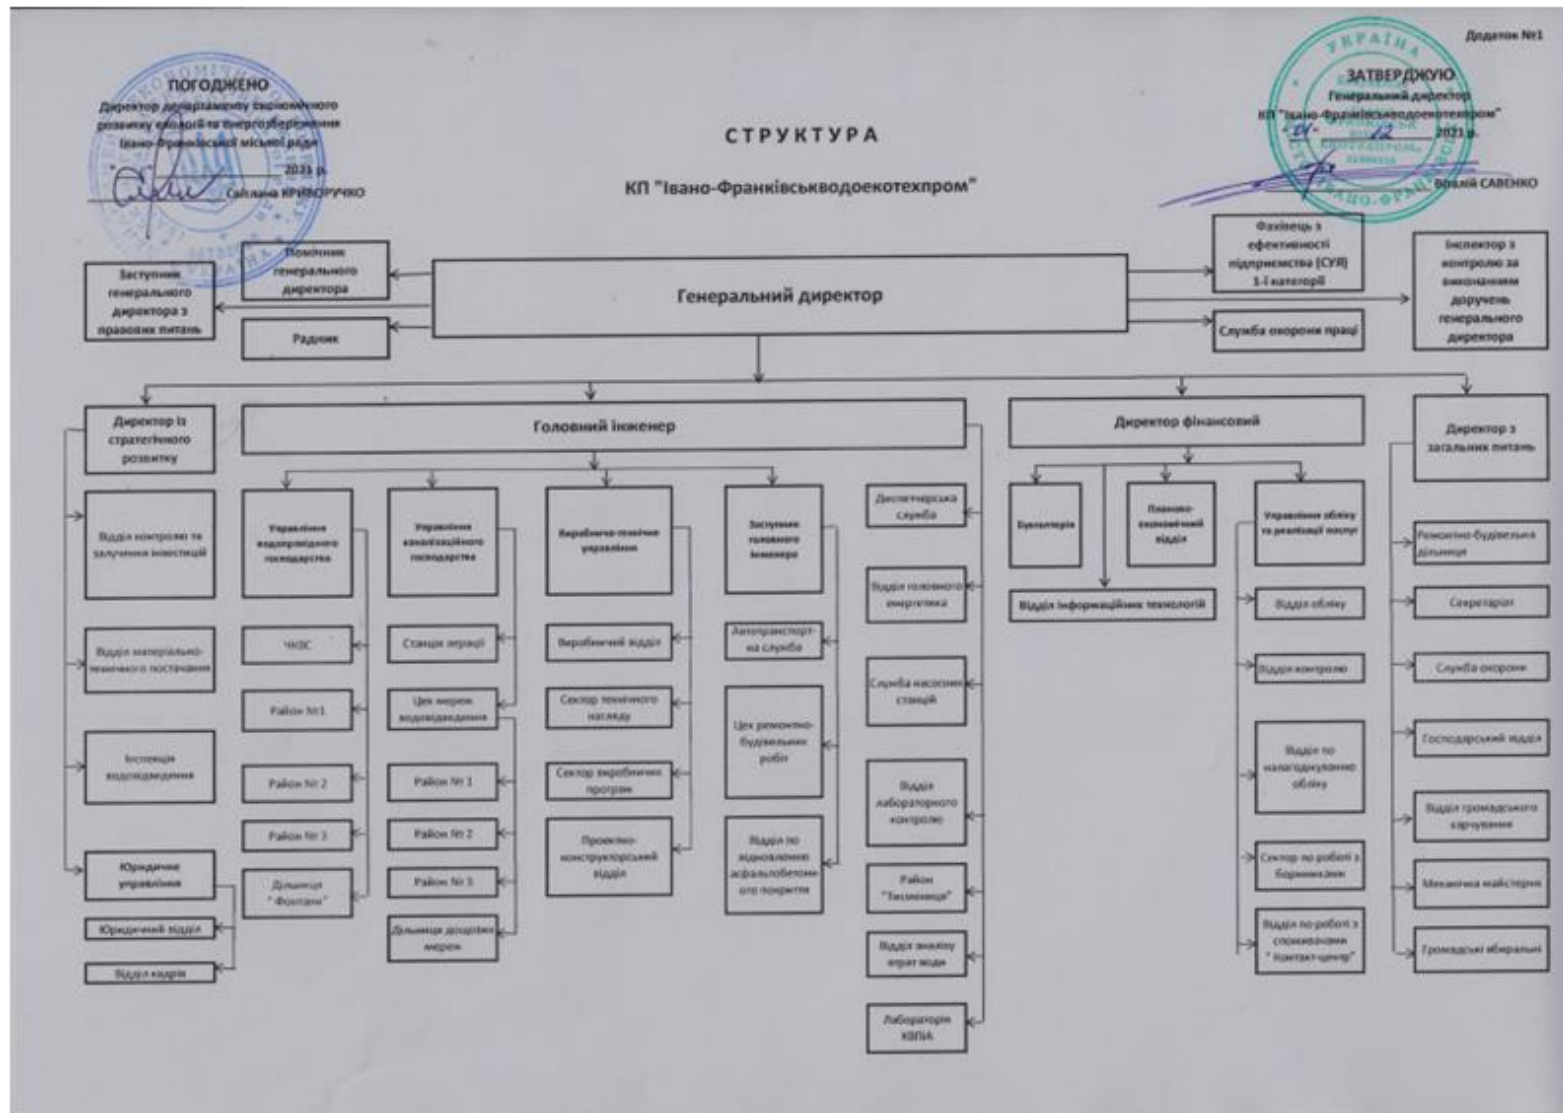 Додаток №1
ПОГОДЖЕНО
Директор департаменту економічного
розвитку екології та енергозбереження
Івано-Франківської міської ради
2021 р.
Світлана КРИВОРУЧКО
СТРУКТУРА
КП "Івано-Франківськводоекотехпром"
ЗАТВЕРДЖУЮ
Генеральний директор
КП "Івано-Франківськводоекотехпром"
12 2021 р.
САВЕНКО
Заступник
генерального
директора з
правових питань
Помічник
генерального
директора
Радник
Генеральний директор
Фахівець з
ефективності
підприємства (СУЯ)
1-ї категорії
Служба охорони праці
Інспектор з
контролю за
виконанням
доручень
генерального
директора
Директор із
стратегічного
розвитку
Головний інженер
Директор фінансовий
Директор з
загальних питань
Відділ контролю та
залучення інвестицій
Відділ матеріально-
технічного постачання
Інспекція
водовідведення
Юридичне
управління
Юридичний відділ
Відділ кадрів
Управління
водопровідного
господарства
ЧКВС
Район №1
Район № 2
Район № 3
Дільниця
"Фонтани"
Управління
каналізаційного
господарства
Станція аерації
Цех мереж
водовідведення
Район № 1
Район № 2
Район № 3
Дільниця дощових
мереж
Виробничо-технічне
управління
Виробничий відділ
Сектор технічного
нагляду
Сектор виробничих
програм
Проектно-
конструкторський
відділ
Заступник
головного
інженера
Автотранспорт-
на служба
Цех ремонтно-
будівельних
робіт
Відділ по
відновленню
асфальтобетонн
ого покриття
Диспетчерська
служба
Відділ головного
енергетика
Служба насосних
станцій
Відділ
лабораторного
контролю
Район
"Тисмениця"
Відділ аналізу
втрат води
Лабораторія
КВПіА
Бухгалтерія
Планово-
економічний
відділ
Управління обліку
та реалізації послуг
Відділ інформаційних технологій
Відділ обліку
Відділ контролю
Відділ по
налагоджуванню
обліку
Сектор по роботі з
боржниками
Відділ по роботі з
споживачами
" Контакт-центр"
Ремонтно-будівельна
дільниця
Секретаріат
Служба охорони
Господарський відділ
Відділ громадського
харчування
Механічна майстерня
Громадські вбиральні